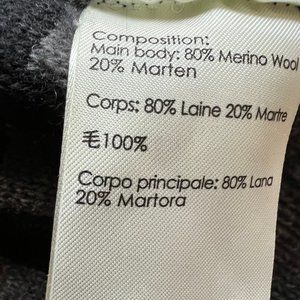 Composition:
Main body: 80% Merino Wool
20% Marten
Corps: 80% Laine 20% Martre
毛100%
Corpo principale: 80% Lana
20% Martora